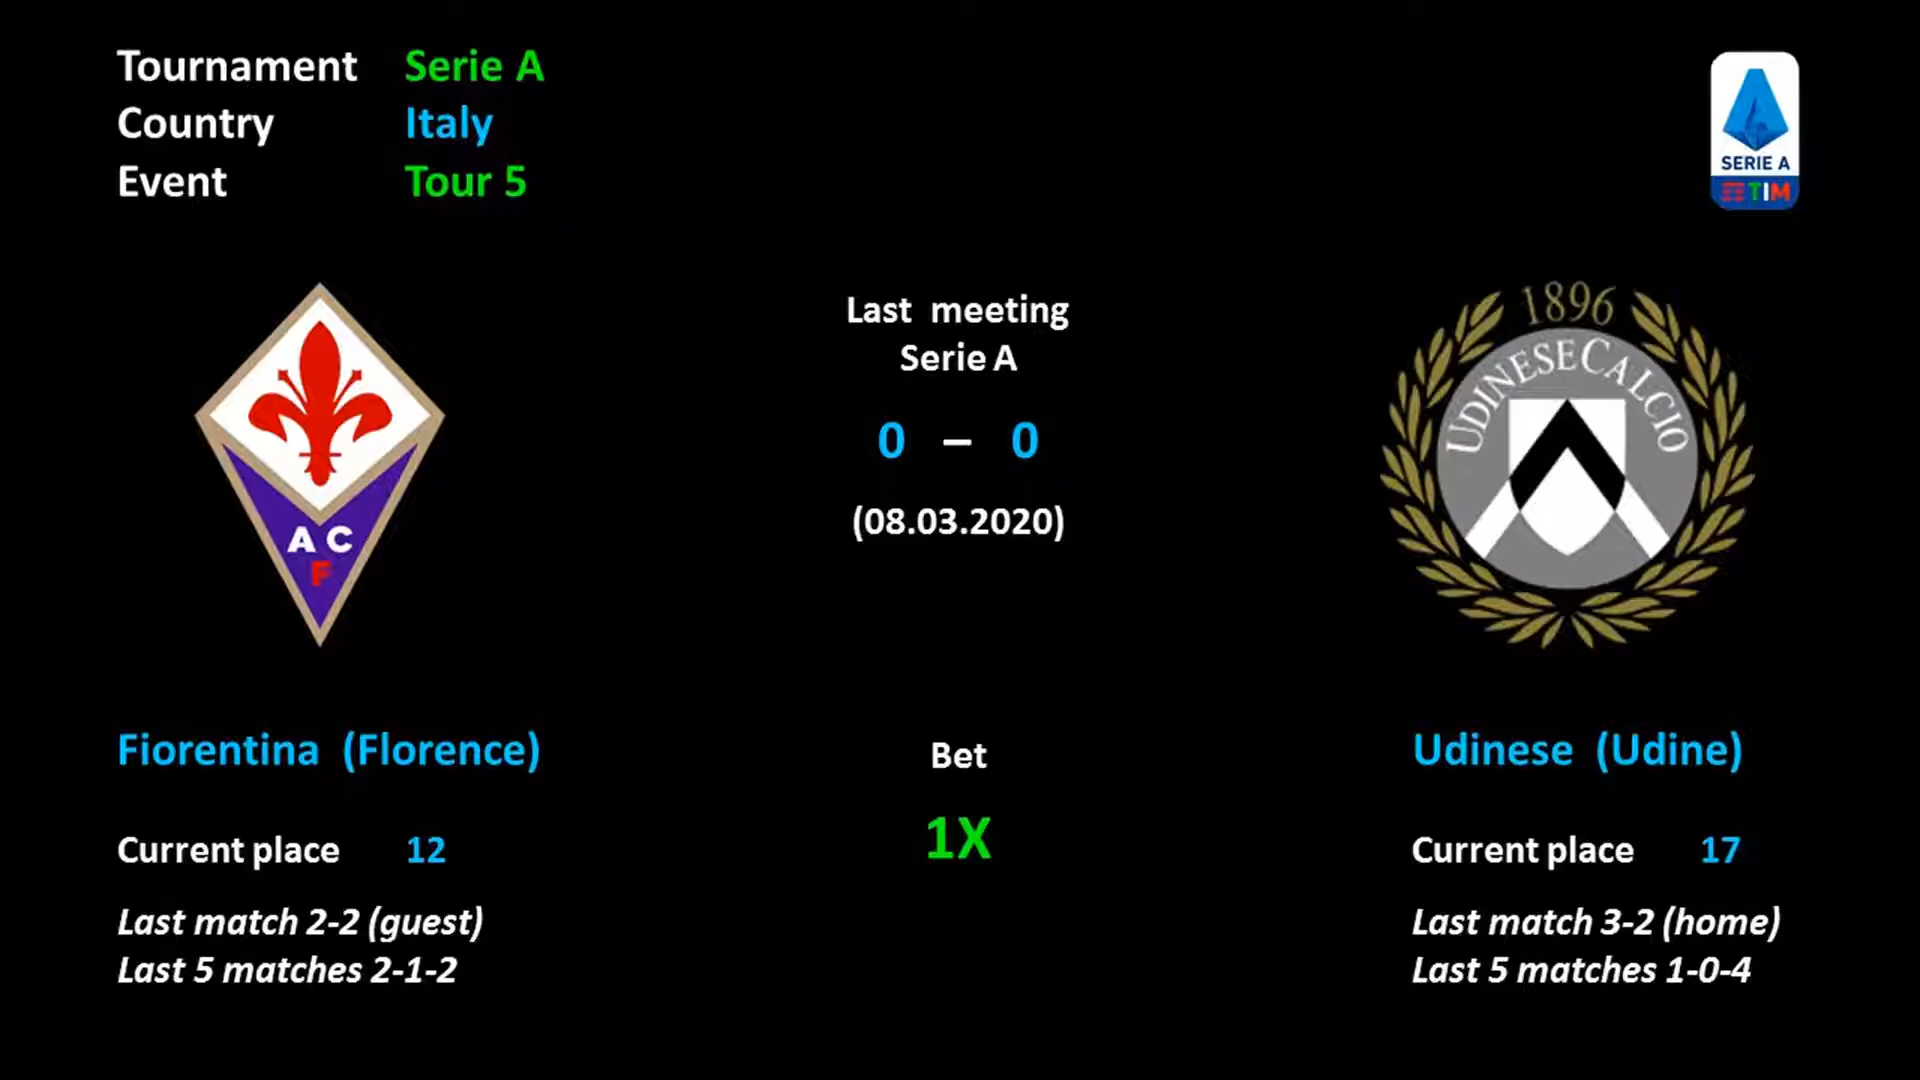 Tournament Serie A
Country Italy
Event Tour 5
SERIE A
TIM
Last meeting
Serie A
0 – 0
(08.03.2020)
A C
F
1896
UDINESE CALCIO
Fiorentina (Florence)
Current place 12
Last match 2-2 (guest)
Last 5 matches 2-1-2
Bet
1X
Udinese (Udine)
Current place 17
Last match 3-2 (home)
Last 5 matches 1-0-4